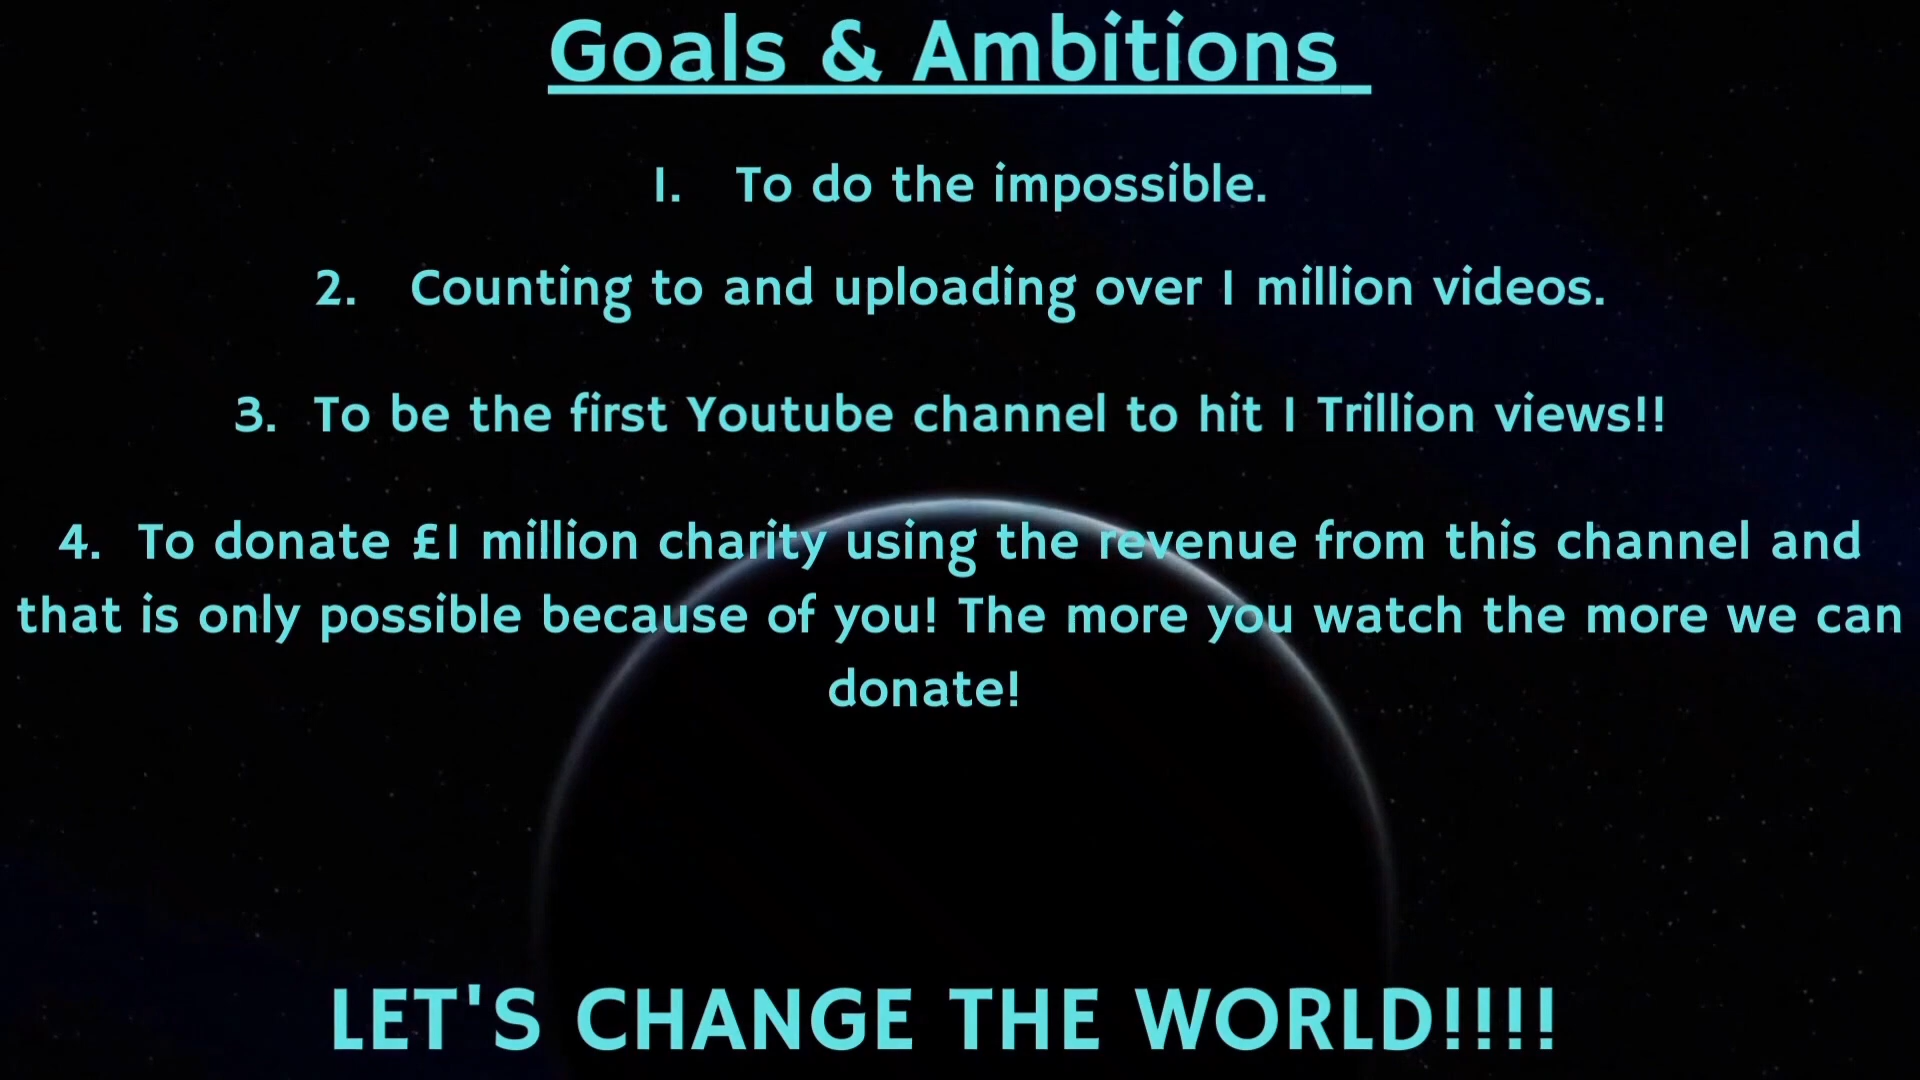 Goals & Ambitions
1. To do the impossible.
2. Counting to and uploading over 1 million videos.
3. To be the first Youtube channel to hit 1 Trillion views!!
4. To donate £1 million charity using the revenue from this channel and
that is only possible because of you! The more you watch the more we can
donate!
LET'S CHANGE THE WORLD!!!!